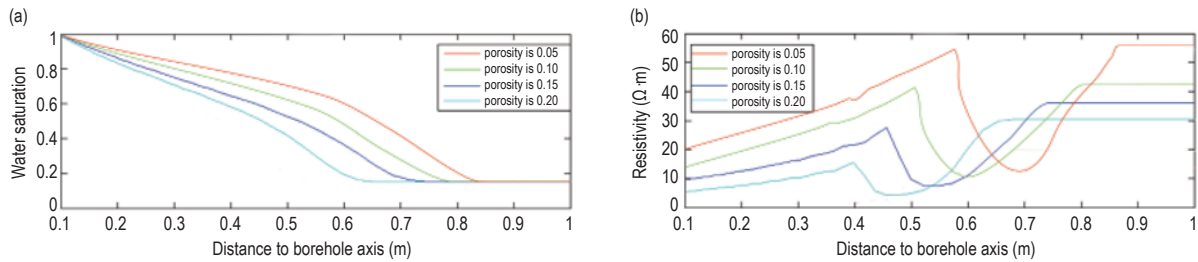 (a)
1
0.8
0.6
0.4
0.2
0
Water saturation
porosity is 0.05
porosity is 0.10
porosity is 0.15
porosity is 0.20
0.1 0.2 0.3 0.4 0.5 0.6 0.7 0.8 0.9 1
Distance to borehole axis (m)
(b)
60
50
40
30
20
10
0
Resistivity (Ω·m)
porosity is 0.05
porosity is 0.10
porosity is 0.15
porosity is 0.20
0.1 0.2 0.3 0.4 0.5 0.6 0.7 0.8 0.9 1
Distance to borehole axis (m)